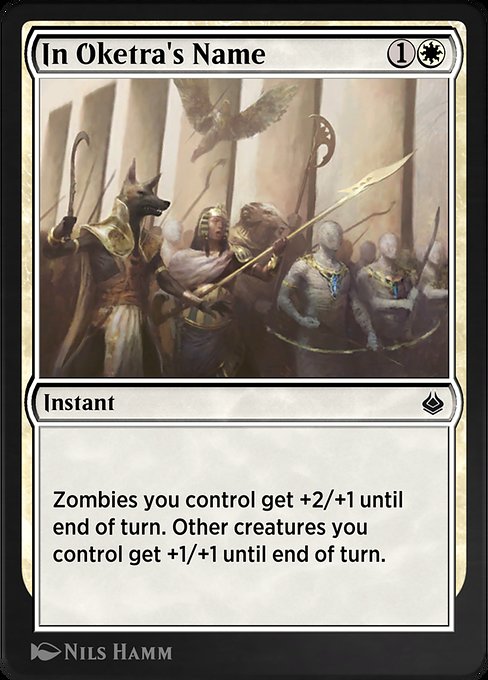 In Oketra's Name 1
Instant
Zombies you control get +2/+1 until
end of turn. Other creatures you
control get +1/+1 until end of turn.
Nils Hamm